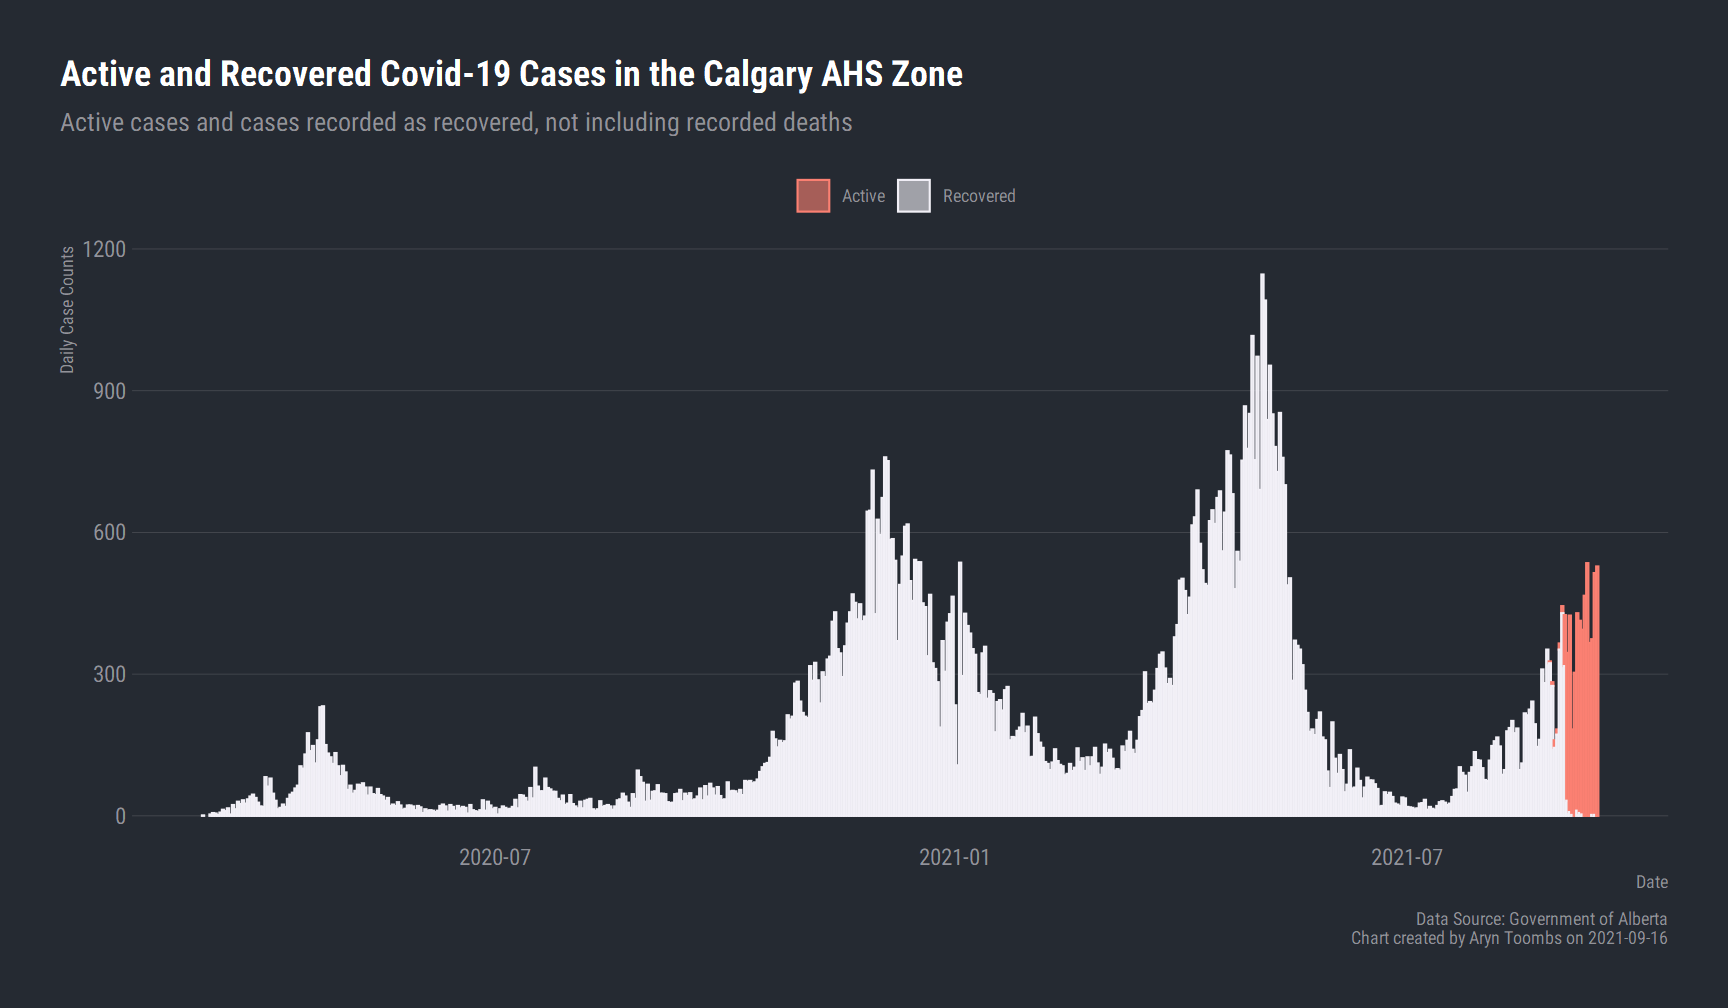 Active and Recovered Covid-19 Cases in the Calgary AHS Zone
Active cases and cases recorded as recovered, not including recorded deaths
Active
Recovered
Daily Case Counts
1200
900
600
300
0
2020-07
2021-01
2021-07
Date
Data Source: Government of Alberta
Chart created by Aryn Toombs on 2021-09-16